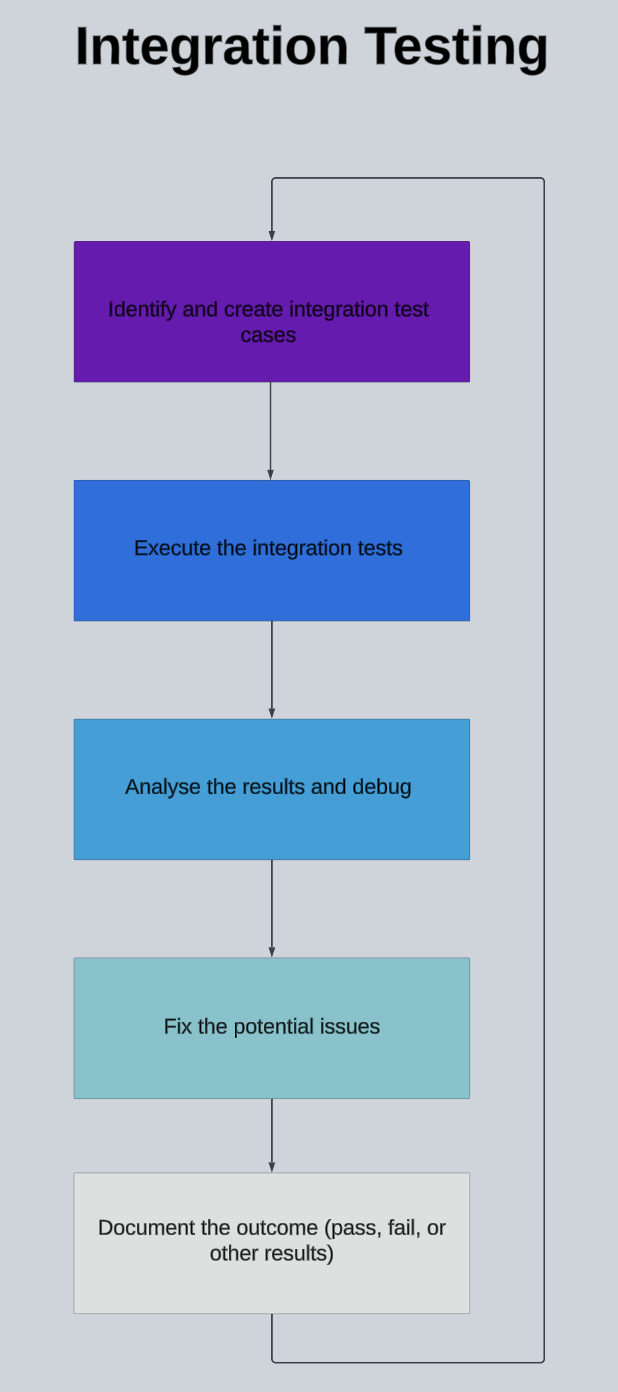 Integration Testing
Identify and create integration test
cases
Execute the integration tests
Analyse the results and debug
Fix the potential issues
Document the outcome (pass, fail, or
other results)